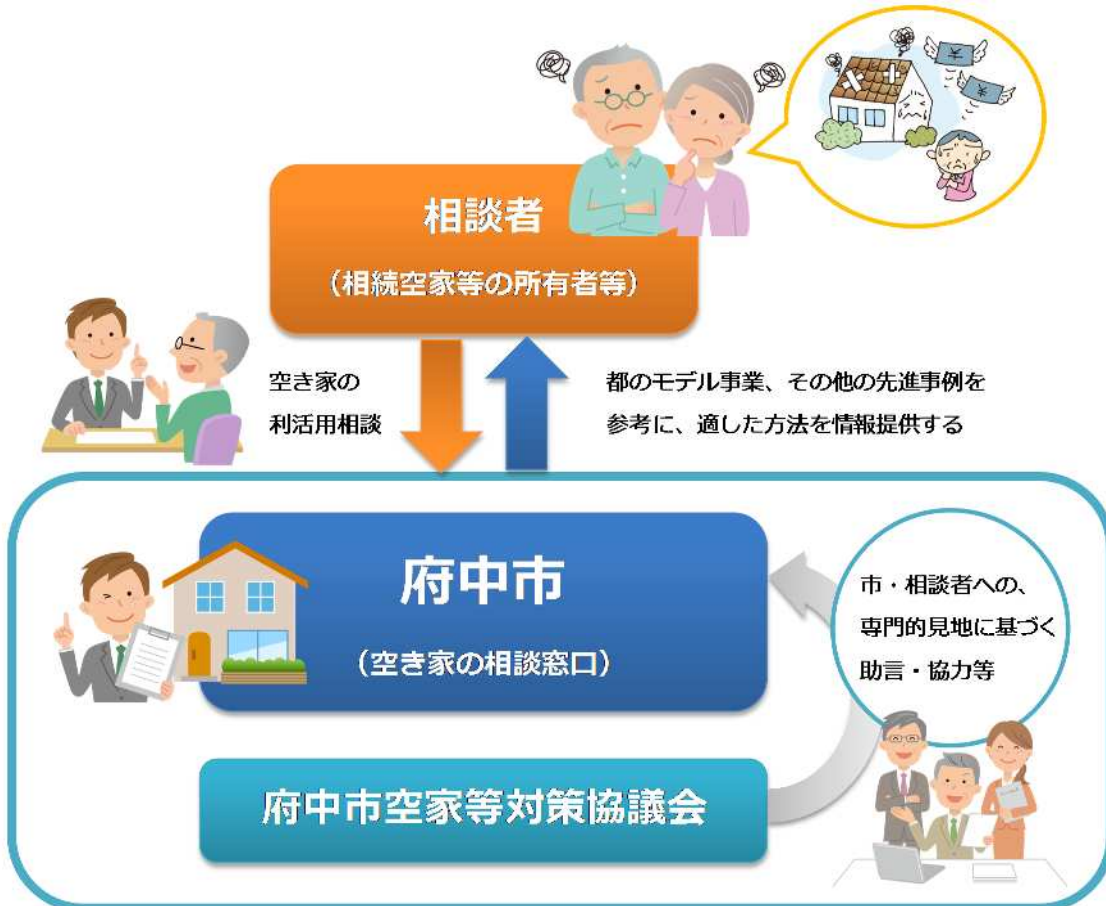 相談者
（相続空家等の所有者等）
空き家の
利活用相談
都のモデル事業、その他の先進事例を
参考に、適した方法を情報提供する
府中市
（空き家の相談窓口）
市・相談者への、
専門的見地に基づく
助言・協力等
府中市空家等対策協議会